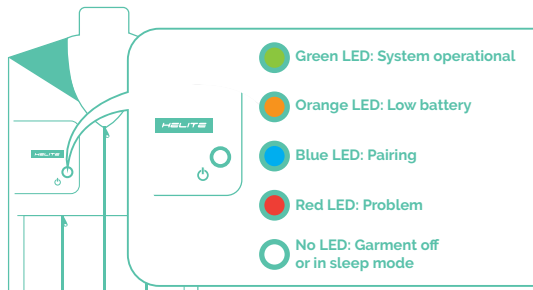 HELITE
HELITE
Green LED: System operational
Orange LED: Low battery
Blue LED: Pairing
Red LED: Problem
No LED: Garment off
or in sleep mode